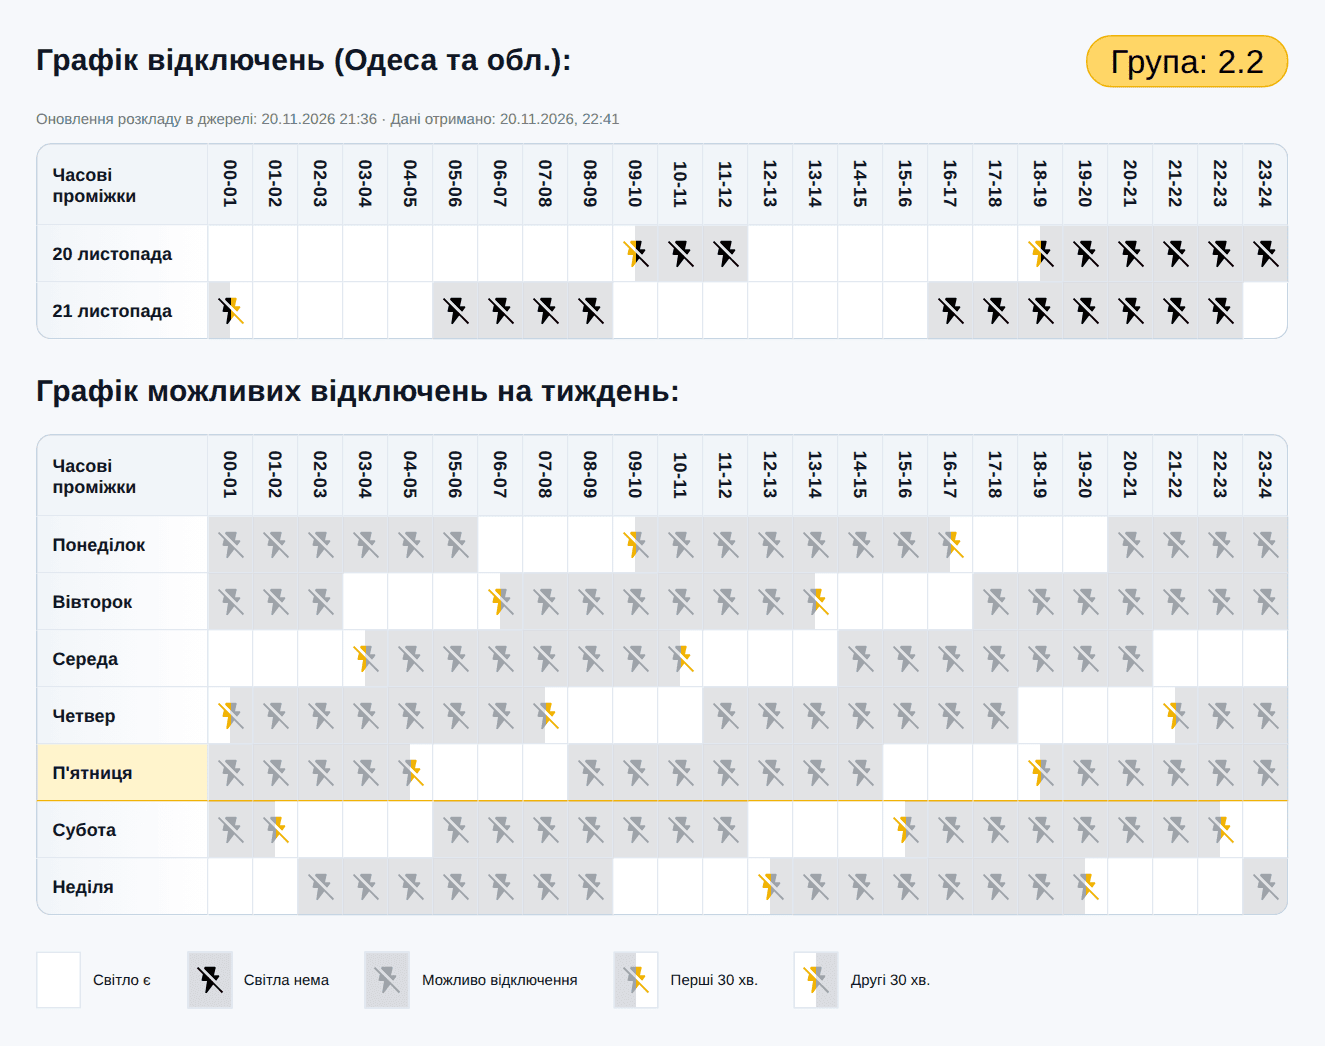 Графік відключень (Одеса та обл.):
Група: 2.2
Оновлення розкладу в джерелі: 20.11.2026 21:36 · Дані отримано: 20.11.2026, 22:41
Часові проміжки 00-01 01-02 02-03 03-04 04-05 05-06 06-07 07-08 08-09 09-10 10-11 11-12 12-13 13-14 14-15 15-16 16-17 17-18 18-19 19-20 20-21 21-22 22-23 23-24
20 листопада
21 листопада
Графік можливих відключень на тиждень:
Часові проміжки 00-01 01-02 02-03 03-04 04-05 05-06 06-07 07-08 08-09 09-10 10-11 11-12 12-13 13-14 14-15 15-16 16-17 17-18 18-19 19-20 20-21 21-22 22-23 23-24
Понеділок
Вівторок
Середа
Четвер
П'ятниця
Субота
Неділя
Світло є Світла нема Можливо відключення Перші 30 хв. Другі 30 хв.